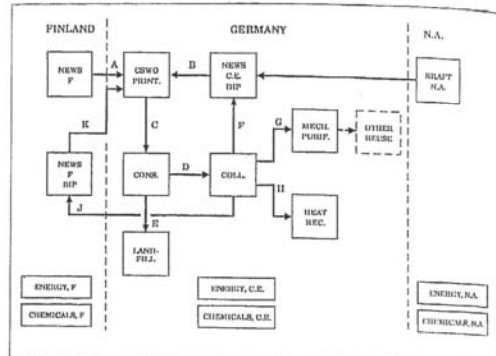 FINLAND
GERMANY
N.A.
NEWS
F
A
CSWO
PRINT.
B
NEWS
C.E.
DIP
KRAFT
N.A.
K
C
F
G
MECH.
PURIF.
OTHER
REUSE
NEWS
F
DIP
CONS.
D
COLL.
H
J
E
HEAT
REC.
LAND-
FILL.
ENERGY, F
CHEMICALS, F
ENERGY, C.E.
CHEMICALS, C.E.
ENERGY, N.A.
CHEMICALS, N.A.